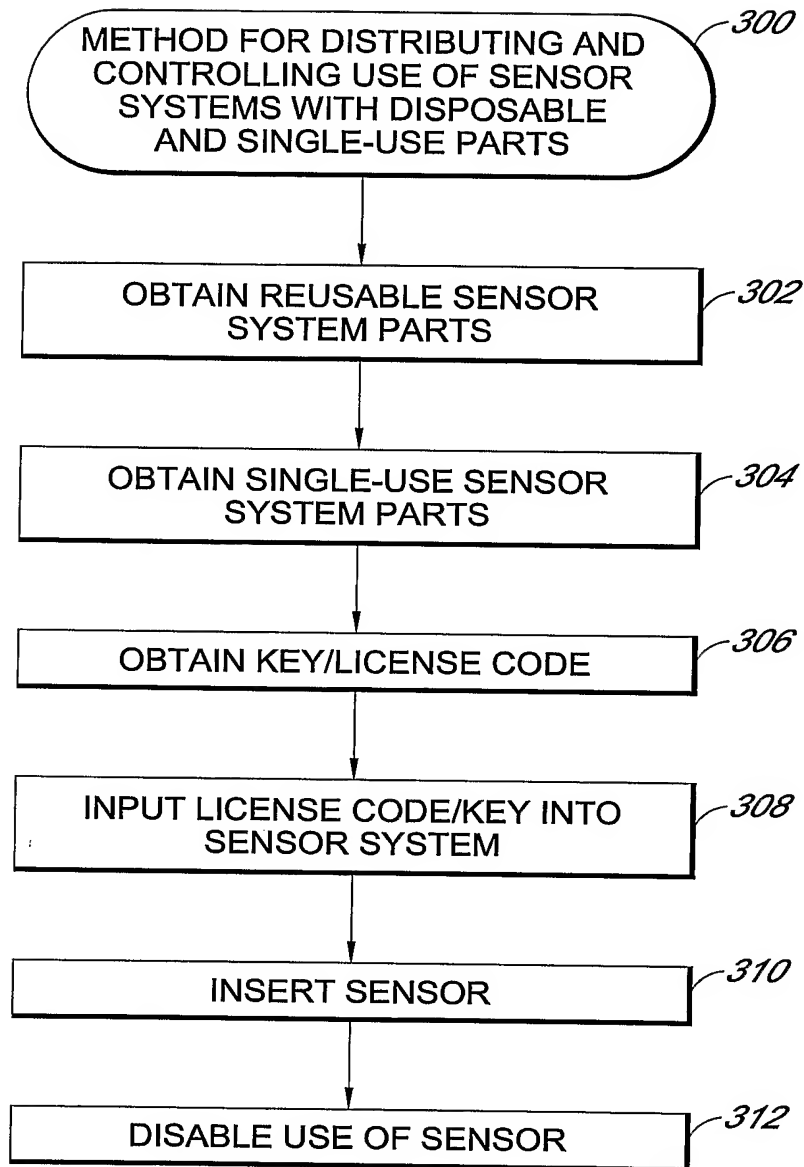 METHOD FOR DISTRIBUTING AND
CONTROLLING USE OF SENSOR
SYSTEMS WITH DISPOSABLE
AND SINGLE-USE PARTS
300
OBTAIN REUSABLE SENSOR
SYSTEM PARTS
302
OBTAIN SINGLE-USE SENSOR
SYSTEM PARTS
304
OBTAIN KEY/LICENSE CODE
306
INPUT LICENSE CODE/KEY INTO
SENSOR SYSTEM
308
INSERT SENSOR
310
DISABLE USE OF SENSOR
312